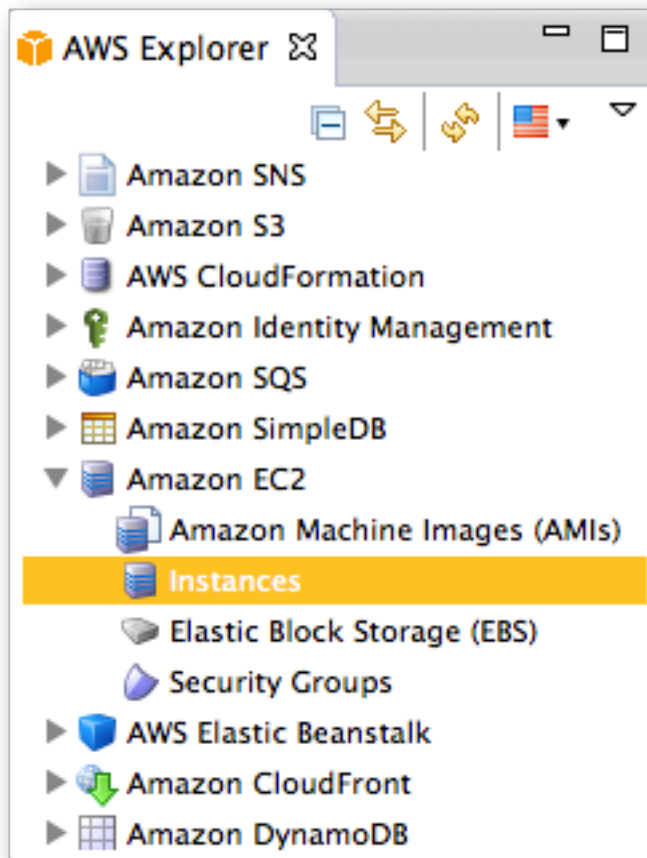 AWS Explorer
Amazon SNS
Amazon S3
AWS CloudFormation
Amazon Identity Management
Amazon SQS
Amazon SimpleDB
Amazon EC2
Amazon Machine Images (AMIs)
Instances
Elastic Block Storage (EBS)
Security Groups
AWS Elastic Beanstalk
Amazon CloudFront
Amazon DynamoDB